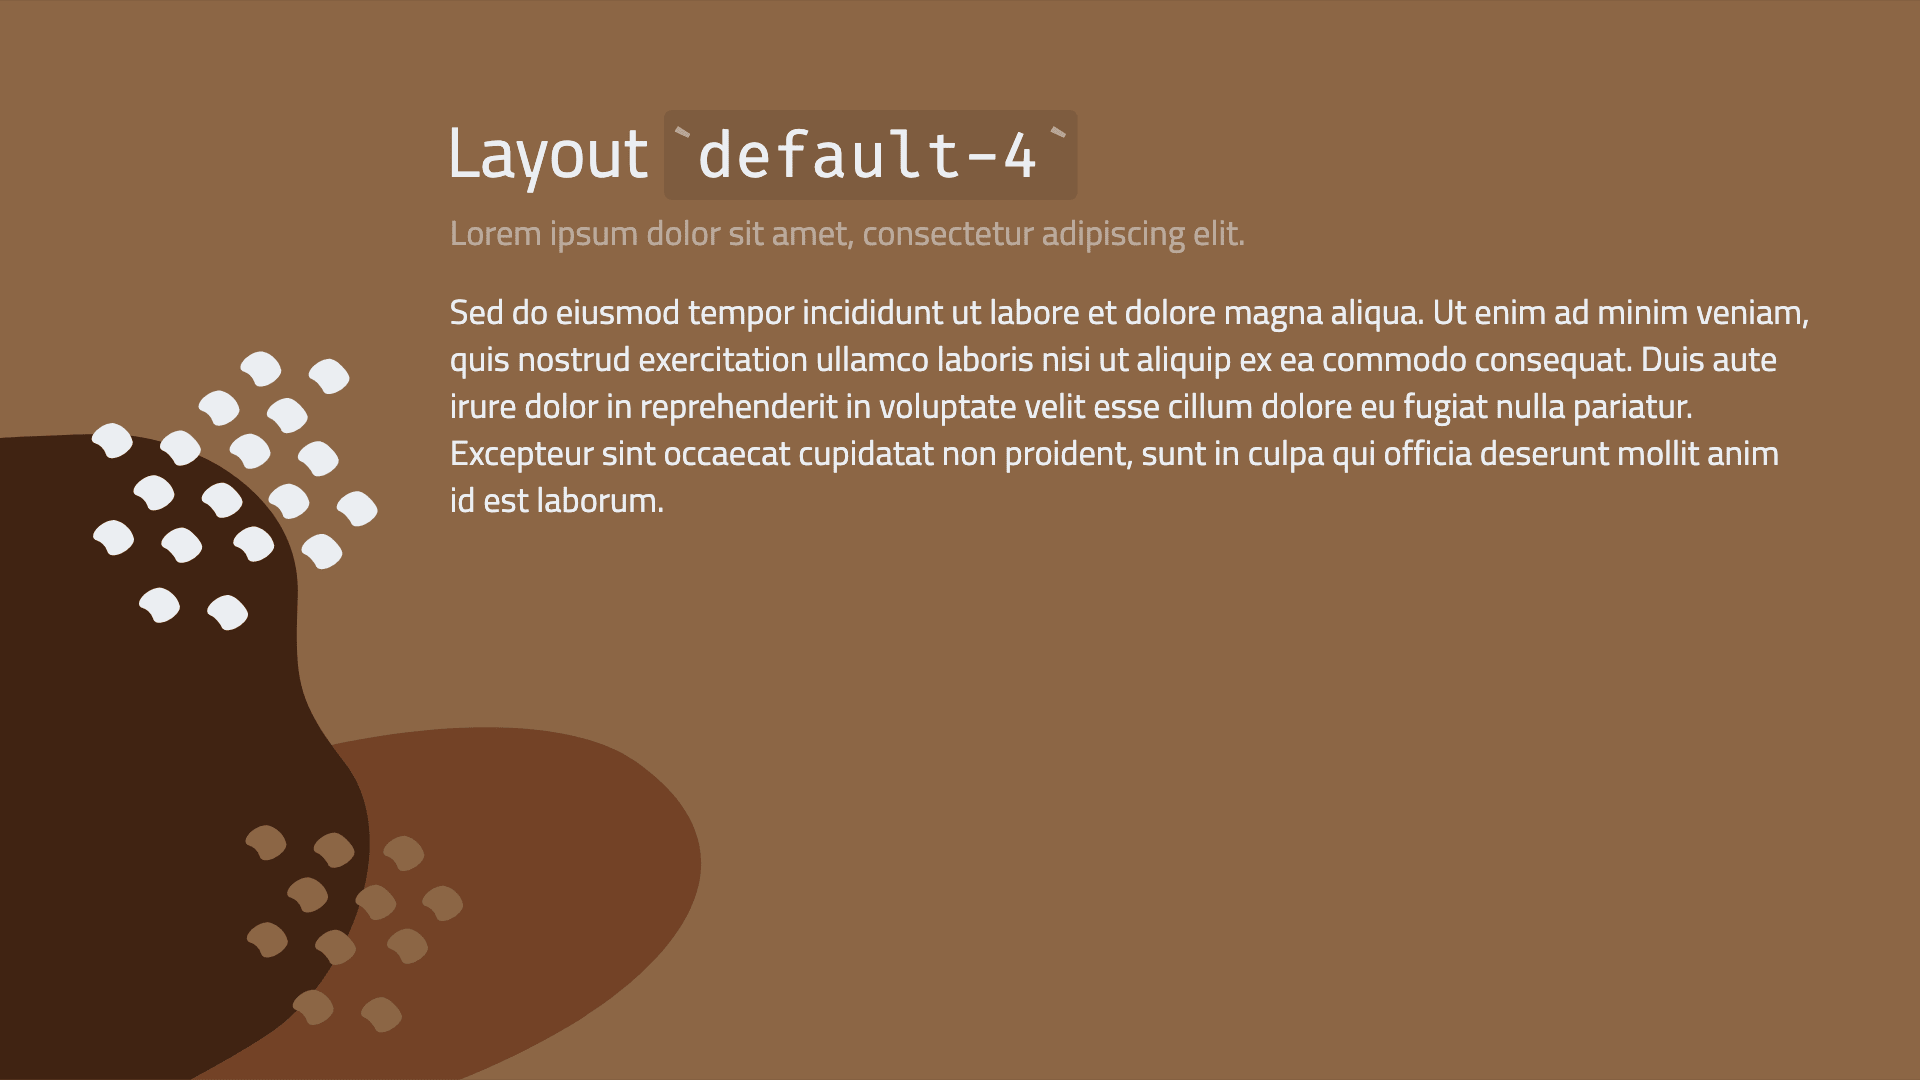 Layout `default-4`
Lorem ipsum dolor sit amet, consectetur adipiscing elit.
Sed do eiusmod tempor incididunt ut labore et dolore magna aliqua. Ut enim ad minim veniam,
quis nostrud exercitation ullamco laboris nisi ut aliquip ex ea commodo consequat. Duis aute
irure dolor in reprehenderit in voluptate velit esse cillum dolore eu fugiat nulla pariatur.
Excepteur sint occaecat cupidatat non proident, sunt in culpa qui officia deserunt mollit anim
id est laborum.